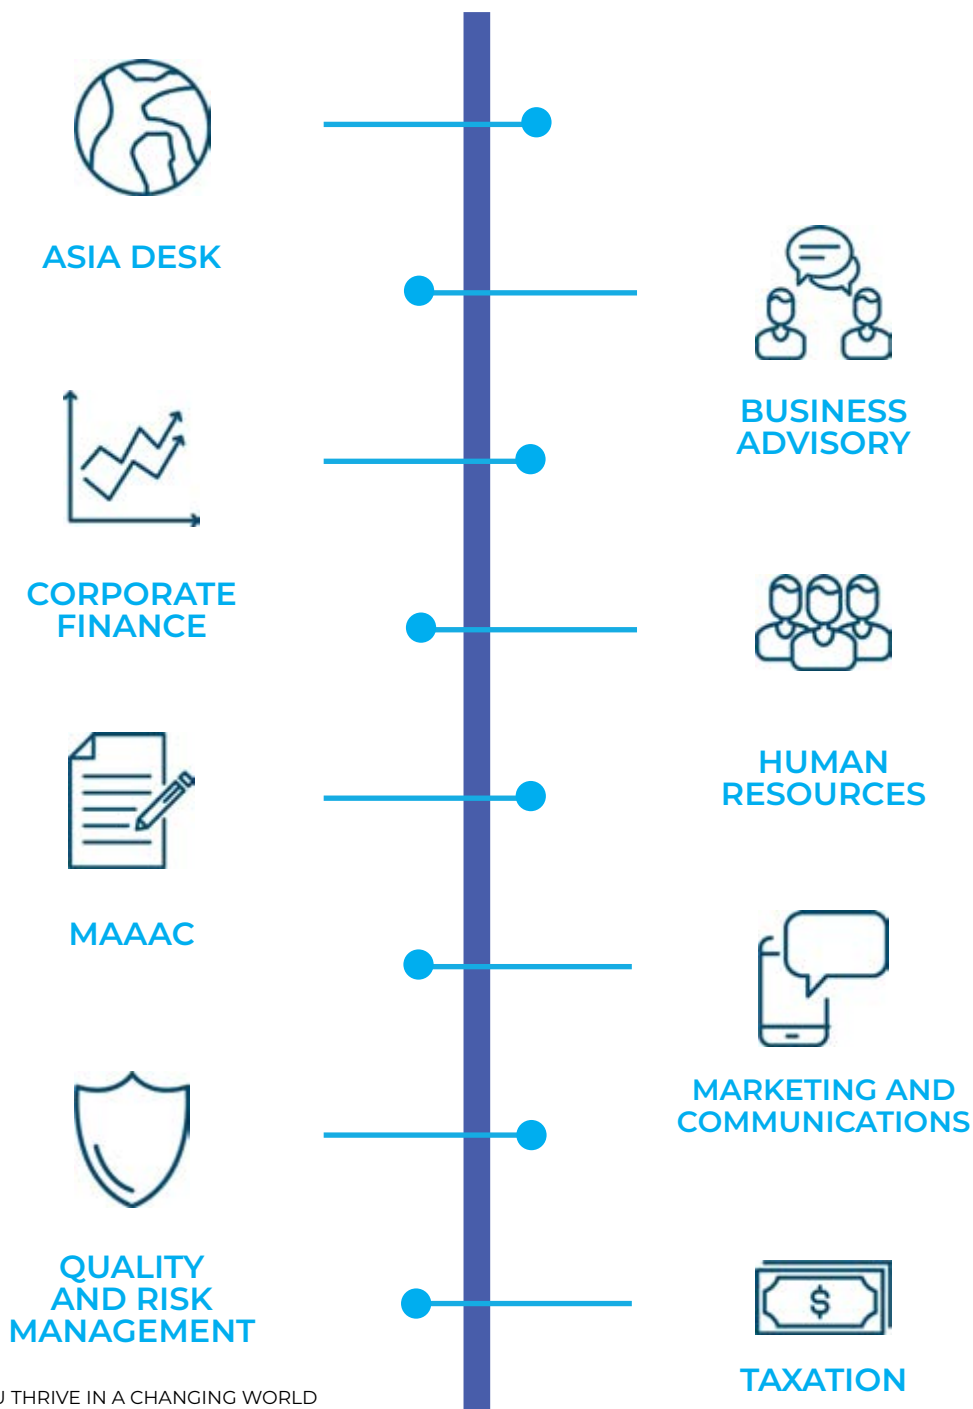 ASIA DESK
BUSINESS
ADVISORY
CORPORATE
FINANCE
HUMAN
RESOURCES
MAAAC
MARKETING AND
COMMUNICATIONS
QUALITY
AND RISK
MANAGEMENT
$
TAXATION
U THRIVE IN A CHANGING WORLD